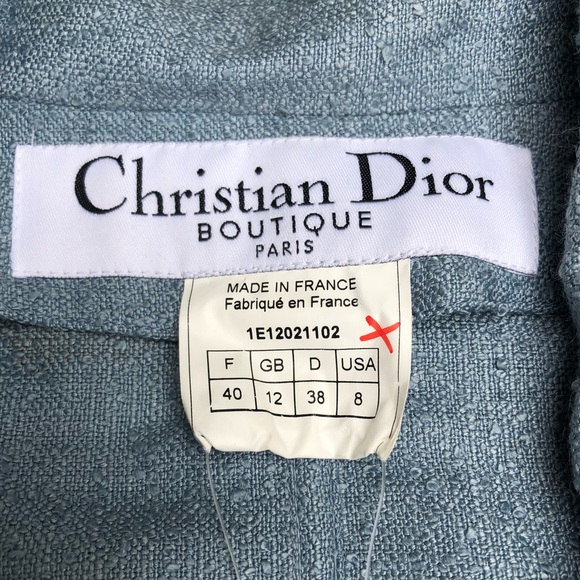 Christian Dior
BOUTIQUE
PARIS
MADE IN FRANCE
Fabriqué en France
1E12021102
F GB D USA
40 12 38 8